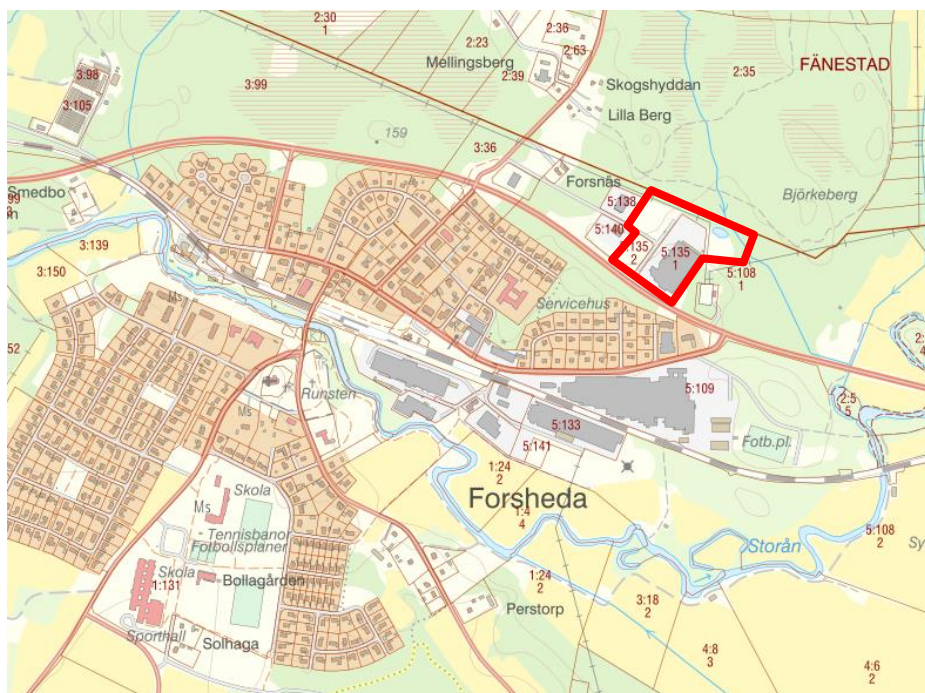 2:30
1
2:36
2:23
2:63
Mellingsberg
2:39
2:35
FÄNESTAD
3:98
3:105
3:99
Skogshyddan
Lilla Berg
159
3:36
Forsnäs
Björkeberg
Smedbo
5:138
5:140
135
2
5:135
1
5:108
1
3:139
3:150
Ms
Servicehus
52
Runsten
5:109
2:5
5
Ms
5:133
5:141
Fotb.pl.
1:24
2
Skola
Ms
Forsheda
1:4
4
Tennisbanor
Fotbollsplaner
Storån
5:108
2
Sy
Skola
1:131
Bollagården
1:24
2
Perstorp
3:18
2
Sporthall
Solhaga
4:8
3
4:6
2